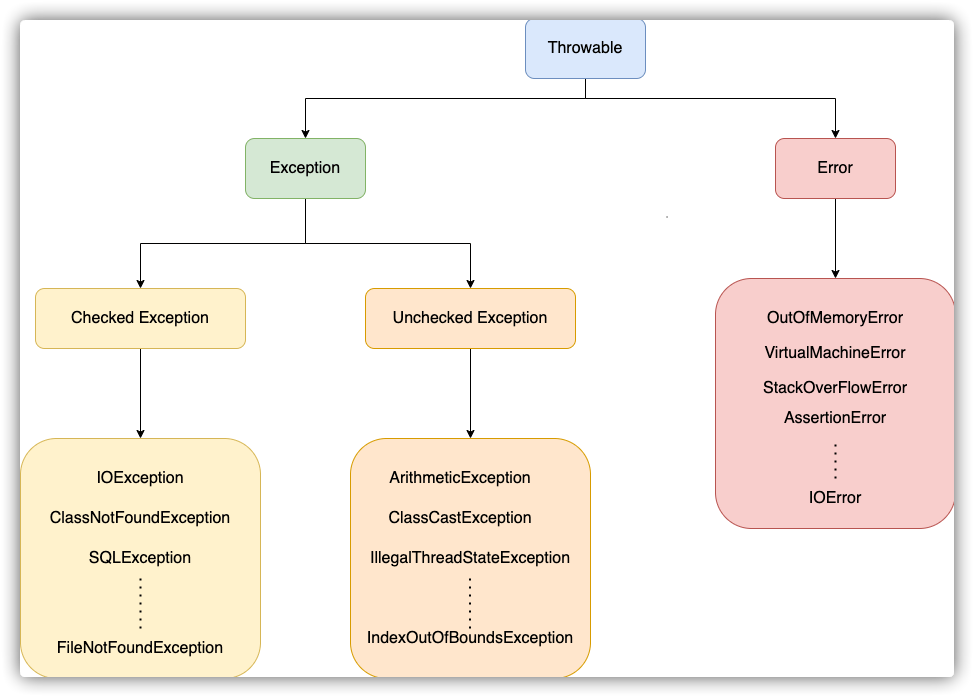 Throwable
Exception
Error
Checked Exception
Unchecked Exception
IOException
ClassNotFoundException
SQLException
FileNotFoundException
ArithmeticException
ClassCastException
IllegalThreadStateException
IndexOutOfBoundsException
OutOfMemoryError
VirtualMachineError
StackOverFlowError
AssertionError
IOError